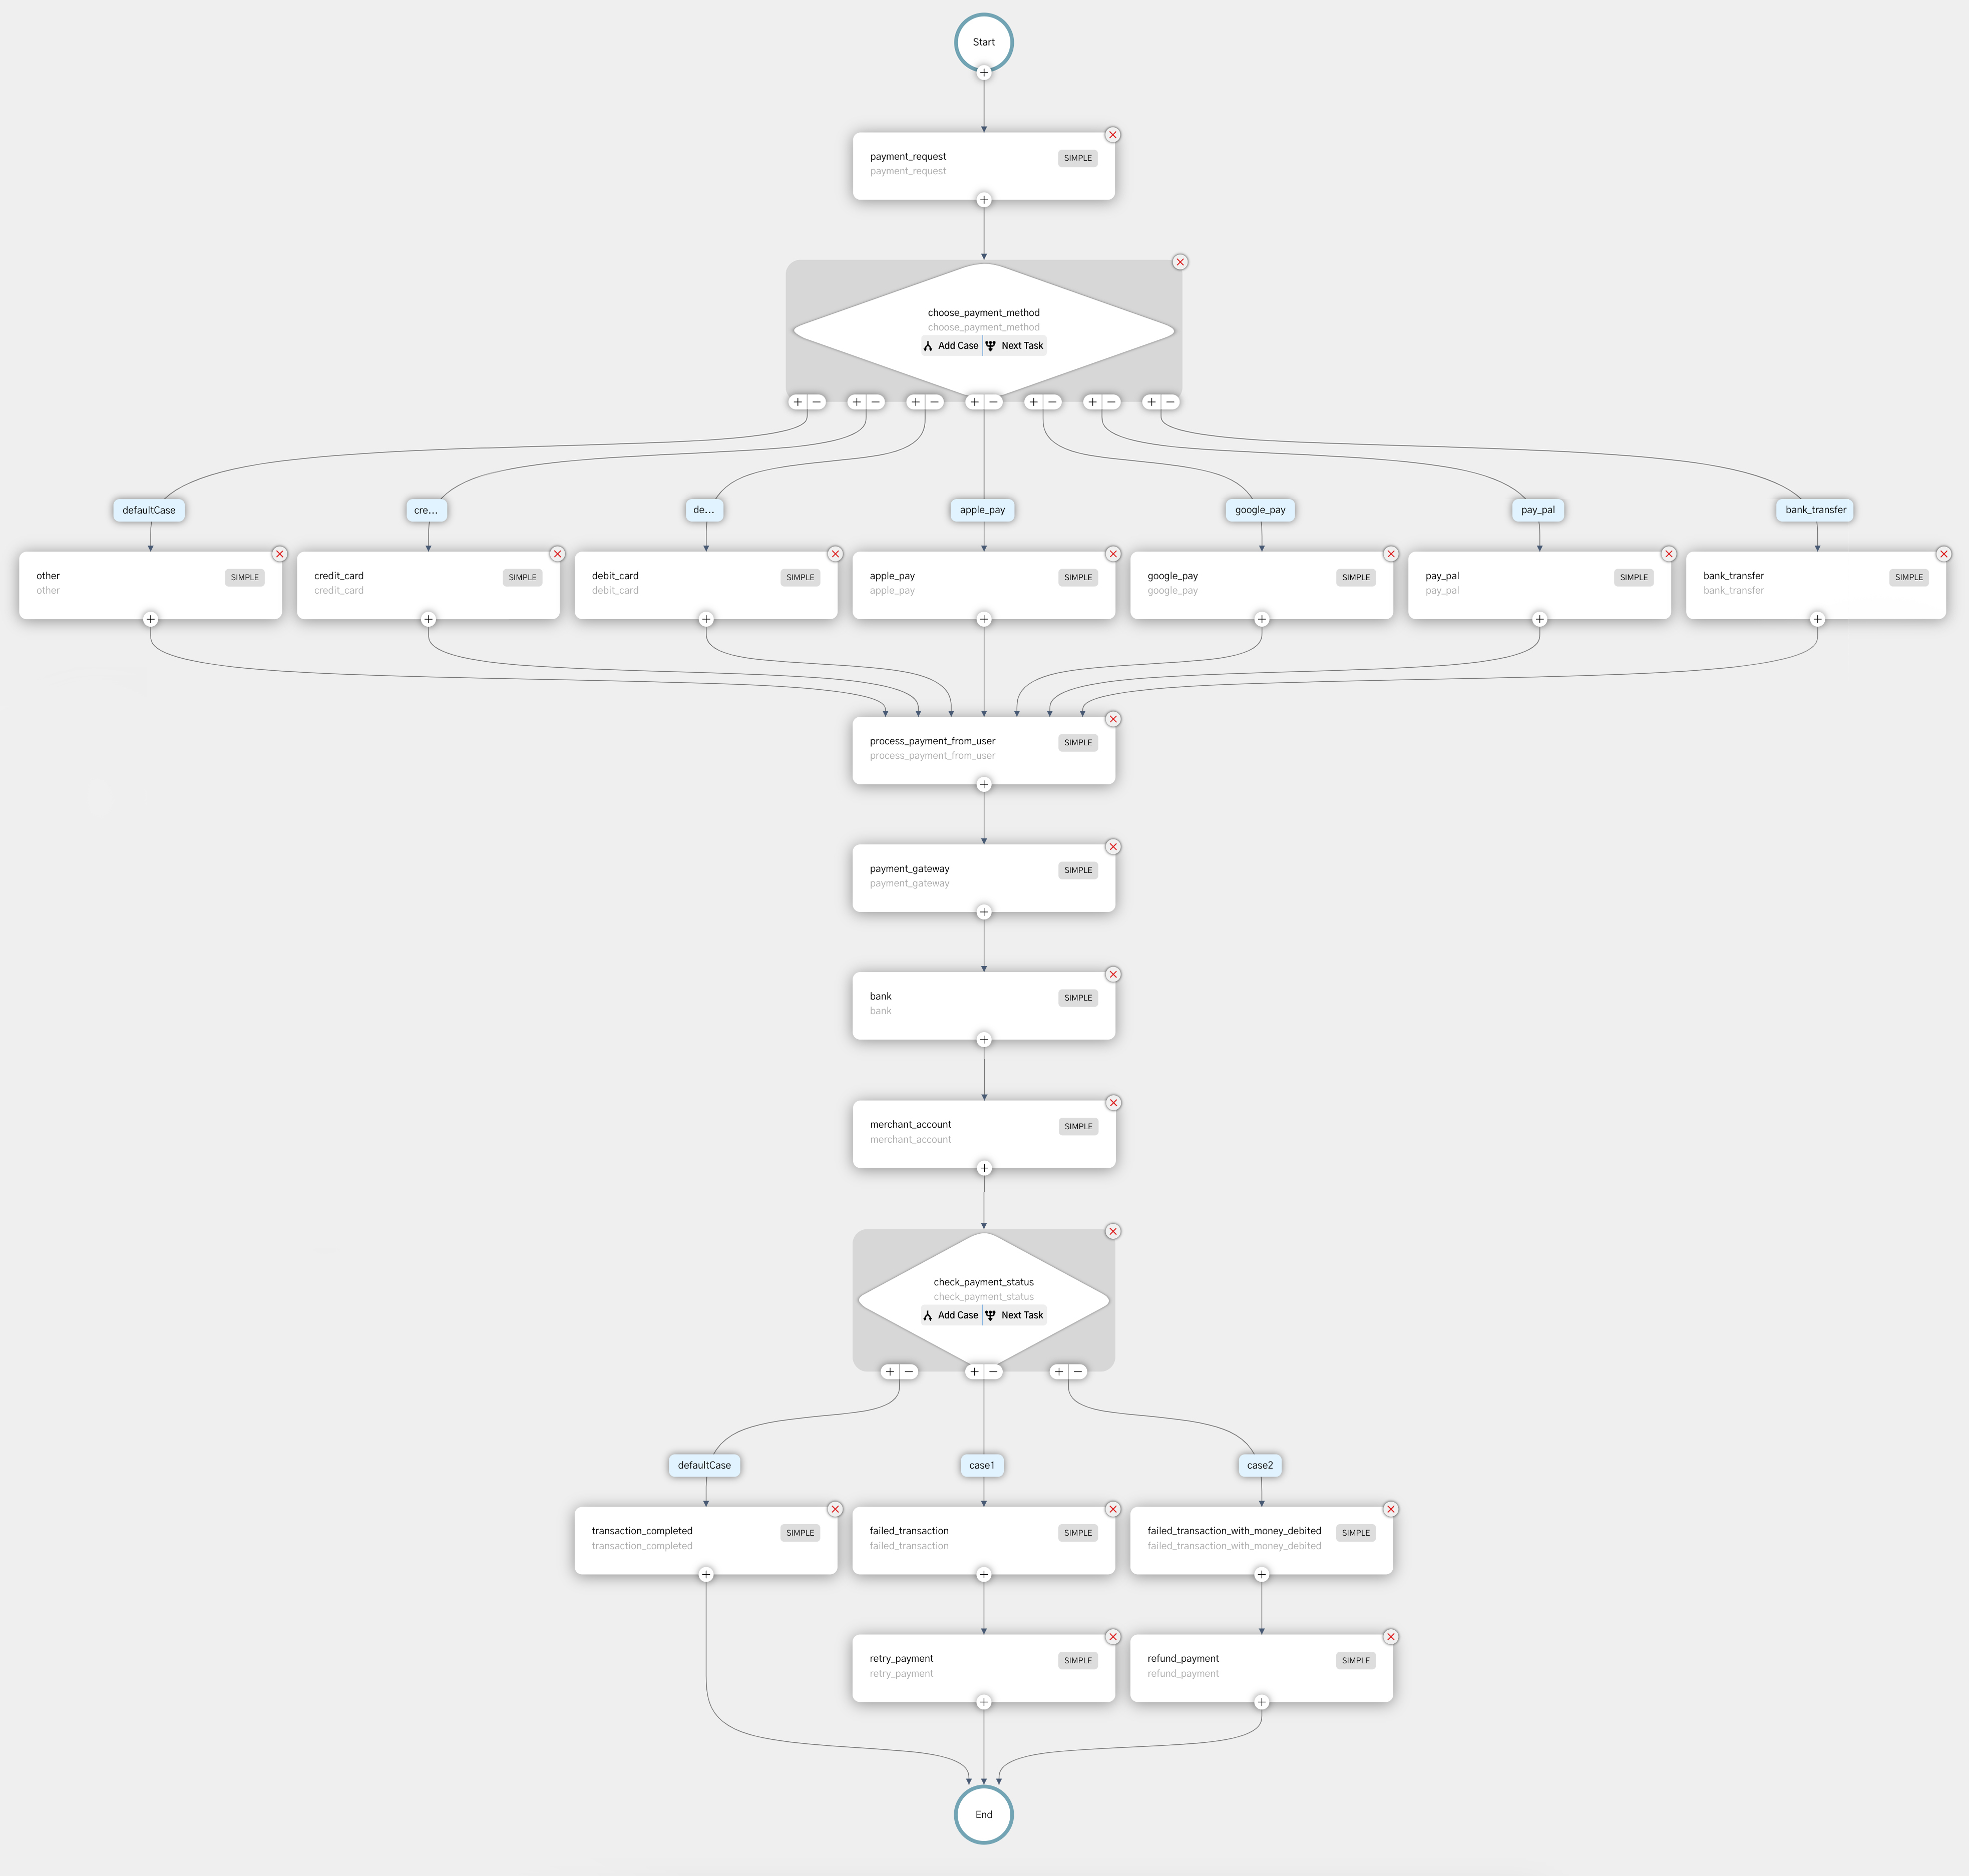 Start
payment_request
SIMPLE
payment_request
choose_payment_method
choose_payment_method
Add Case Next Task
defaultCase
cre...
de...
apple_pay
google_pay
pay_pal
bank_transfer
other
SIMPLE
other
credit_card
SIMPLE
credit_card
debit_card
SIMPLE
debit_card
apple_pay
SIMPLE
apple_pay
google_pay
SIMPLE
google_pay
pay_pal
SIMPLE
pay_pal
bank_transfer
SIMPLE
bank_transfer
process_payment_from_user
SIMPLE
process_payment_from_user
payment_gateway
SIMPLE
payment_gateway
bank
SIMPLE
bank
merchant_account
SIMPLE
merchant_account
check_payment_status
check_payment_status
Add Case Next Task
defaultCase
case1
case2
transaction_completed
SIMPLE
transaction_completed
failed_transaction
SIMPLE
failed_transaction
failed_transaction_with_money_debited
SIMPLE
failed_transaction_with_money_debited
retry_payment
SIMPLE
retry_payment
refund_payment
SIMPLE
refund_payment
End